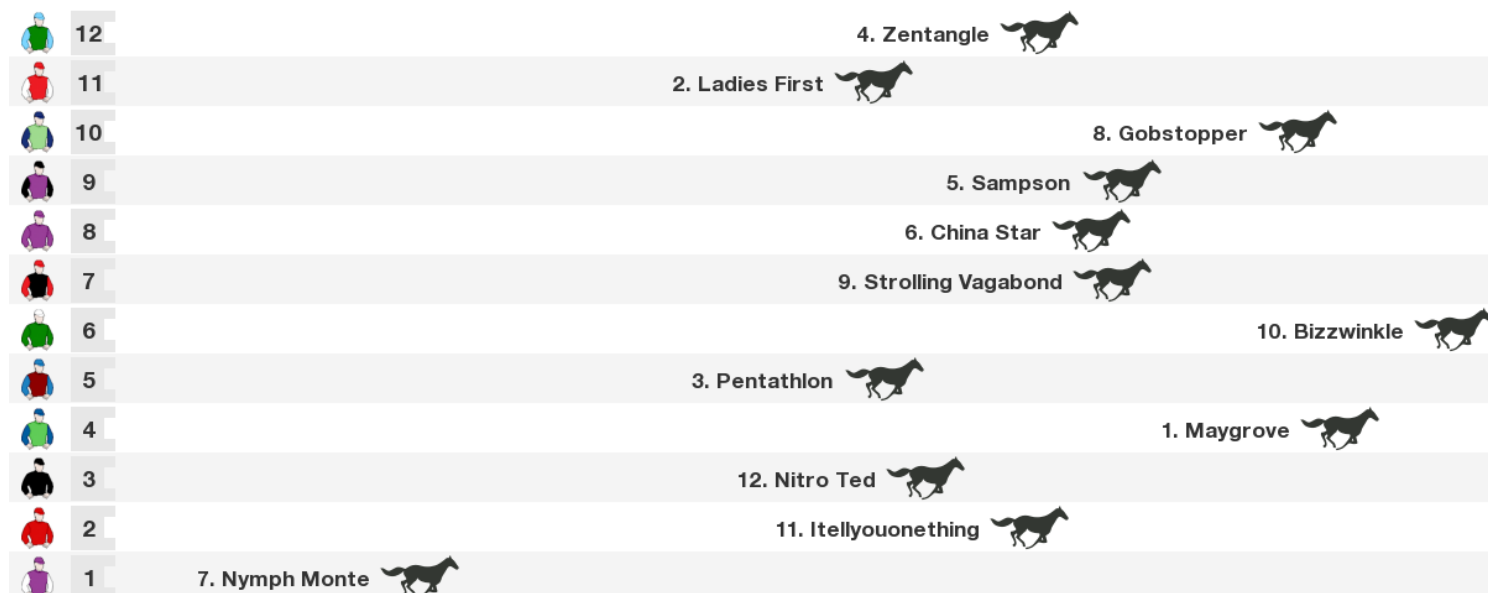 12 4. Zentangle
11 2. Ladies First
10 8. Gobstopper
9 5. Sampson
8 6. China Star
7 9. Strolling Vagabond
6 10. Bizzwinkle
5 3. Pentathlon
4 1. Maygrove
3 12. Nitro Ted
2 11. Itellyouonething
1 7. Nymph Monte